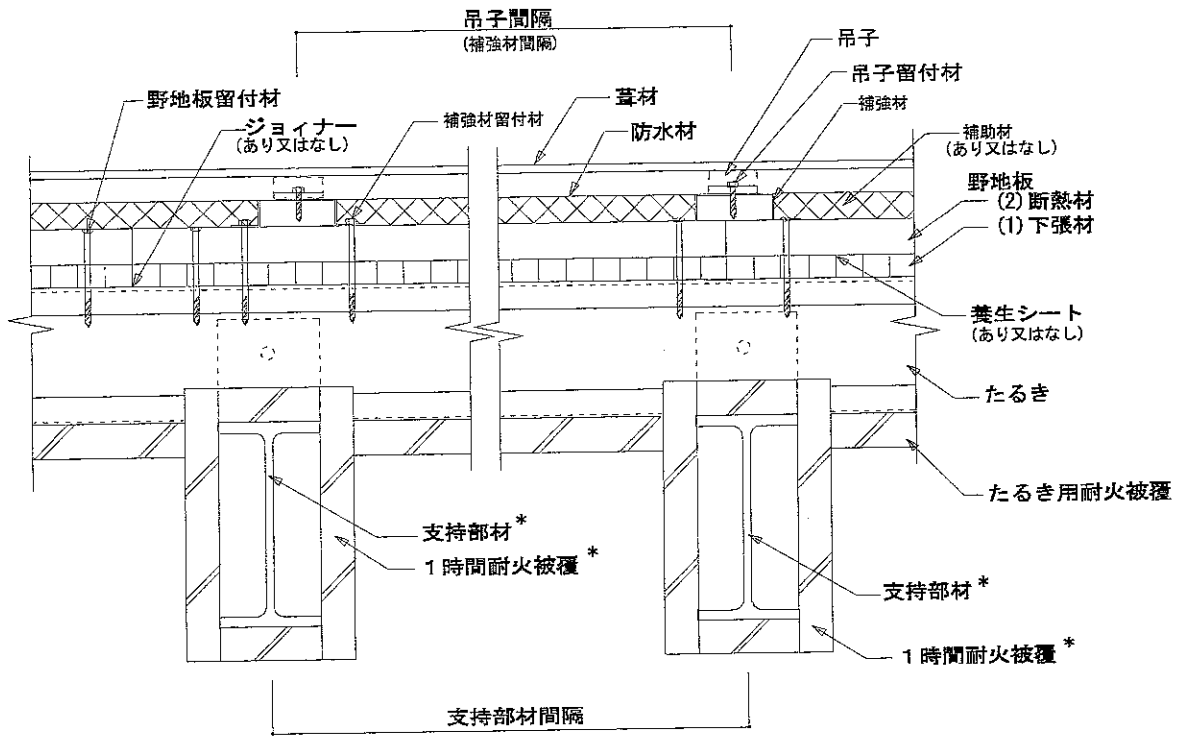 吊子間隔
(補強材間隔)
吊子
吊子留付材
野地板留付材
葺材
補強材
ジョイナー
(あり又はなし)
補強材留付材
防水材
補助材
(あり又はなし)
野地板
(2) 断熱材
(1) 下張材
養生シート
(あり又はなし)
たるき
たるき用耐火被覆
支持部材*
1時間耐火被覆*
支持部材*
1時間耐火被覆*
支持部材間隔